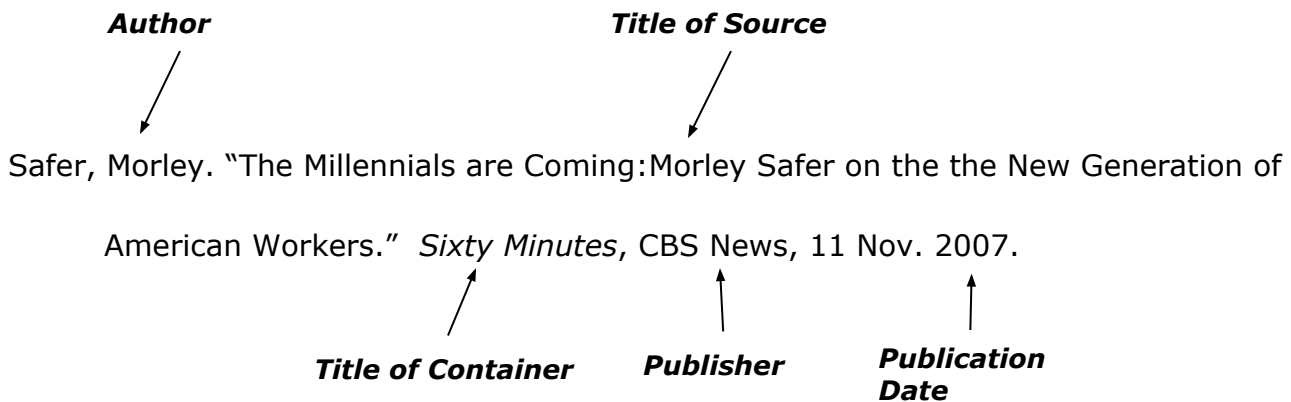 Author Title of Source
Safer, Morley. “The Millennials are Coming:Morley Safer on the the New Generation of
American Workers.” Sixty Minutes, CBS News, 11 Nov. 2007.
Title of Container Publisher Publication
Date